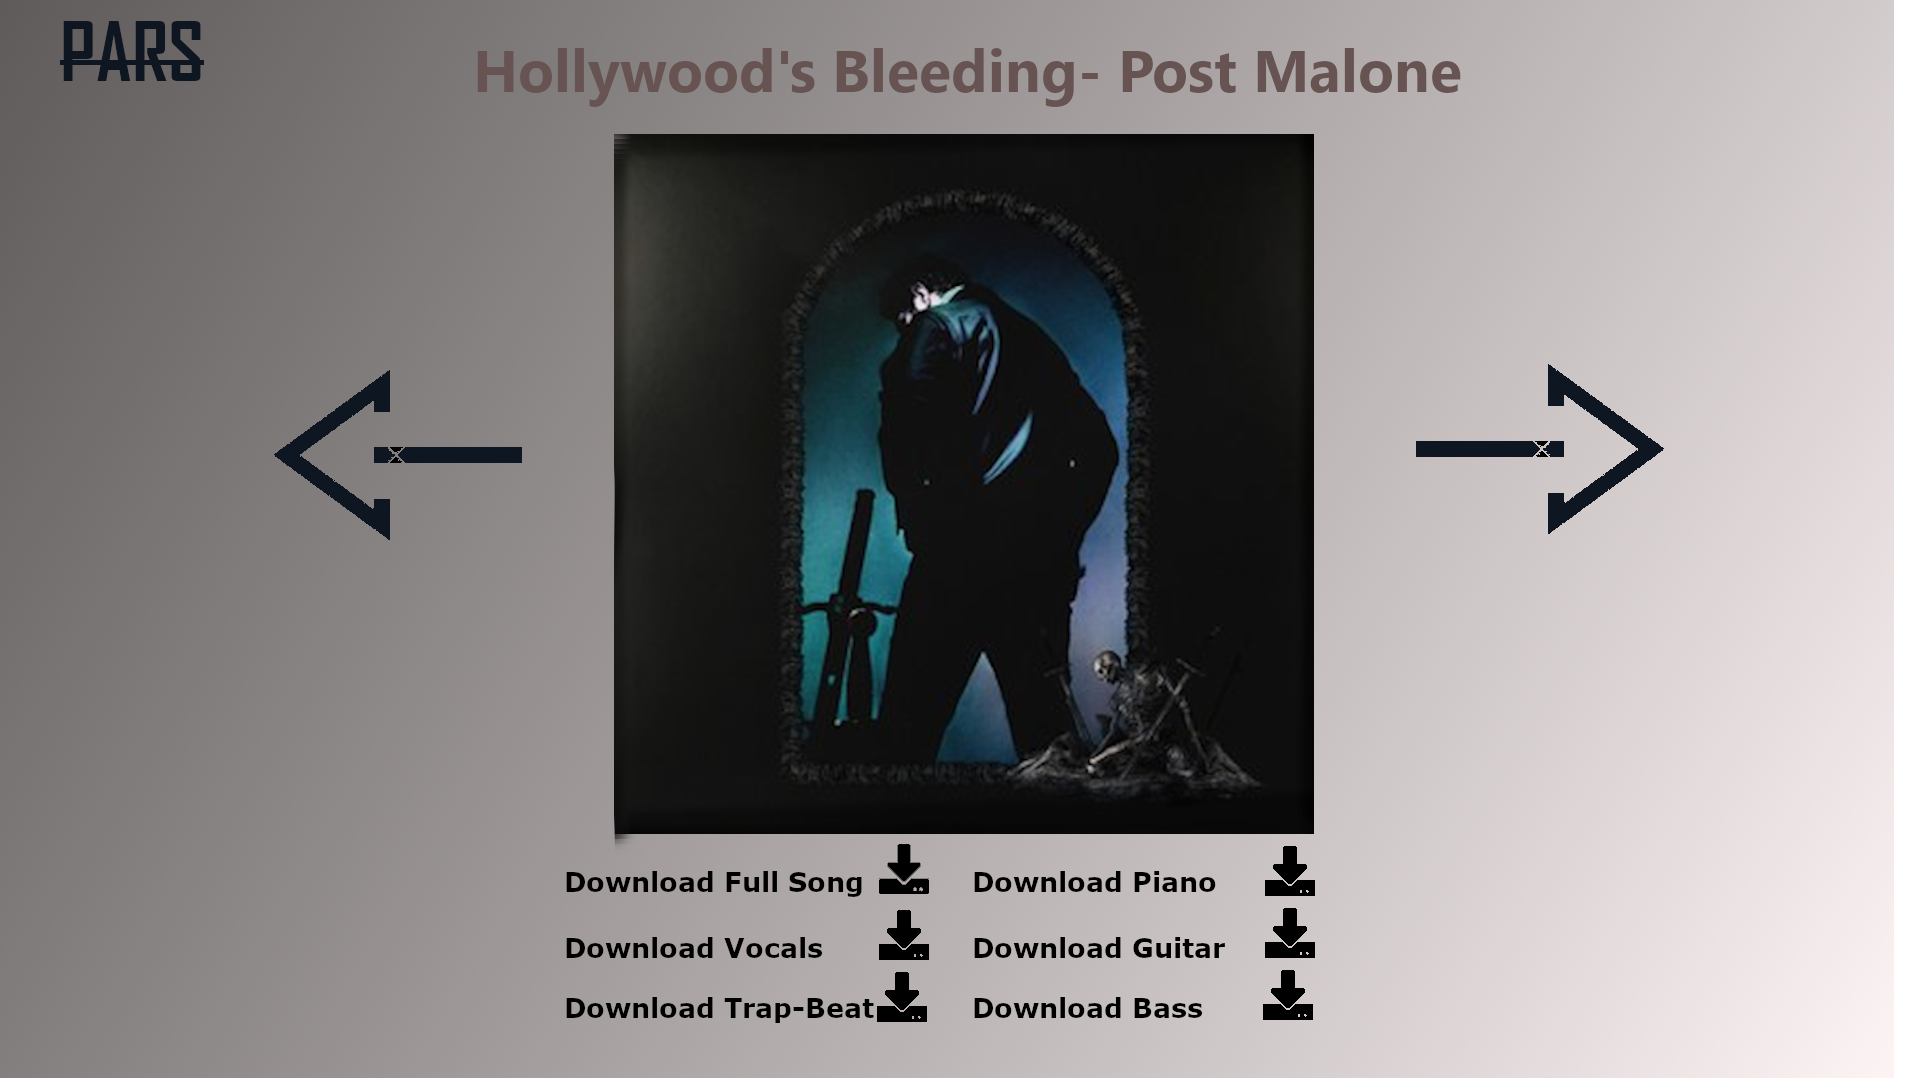 PARS
Hollywood's Bleeding- Post Malone
Download Full Song
Download Piano
Download Vocals
Download Guitar
Download Trap-Beat
Download Bass